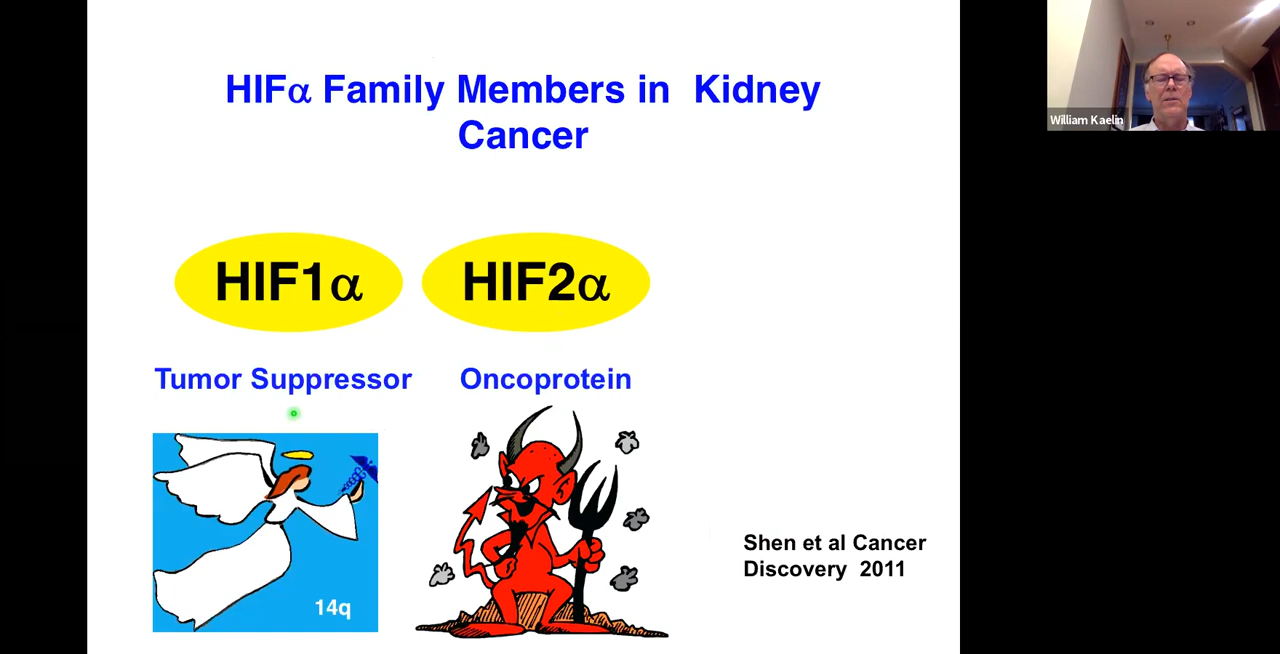 HIFα Family Members in Kidney
Cancer
William Kaelin
HIF1α
HIF2α
Tumor Suppressor
Oncoprotein
14q
Shen et al Cancer
Discovery 2011